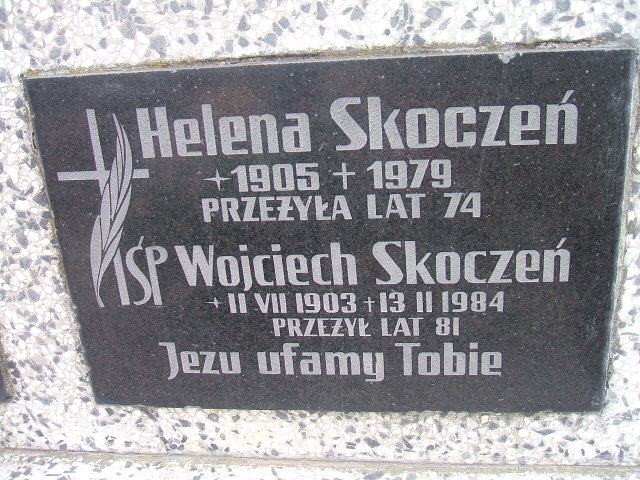 Helena Skoczeń
+1905 + 1979
PRZEŻYŁA LAT 74
ŚP Wojciech Skoczeń
+ 11 VII 1903 + 13 II 1984
PRZEŻYŁ LAT 81
Jezu ufamy Tobie